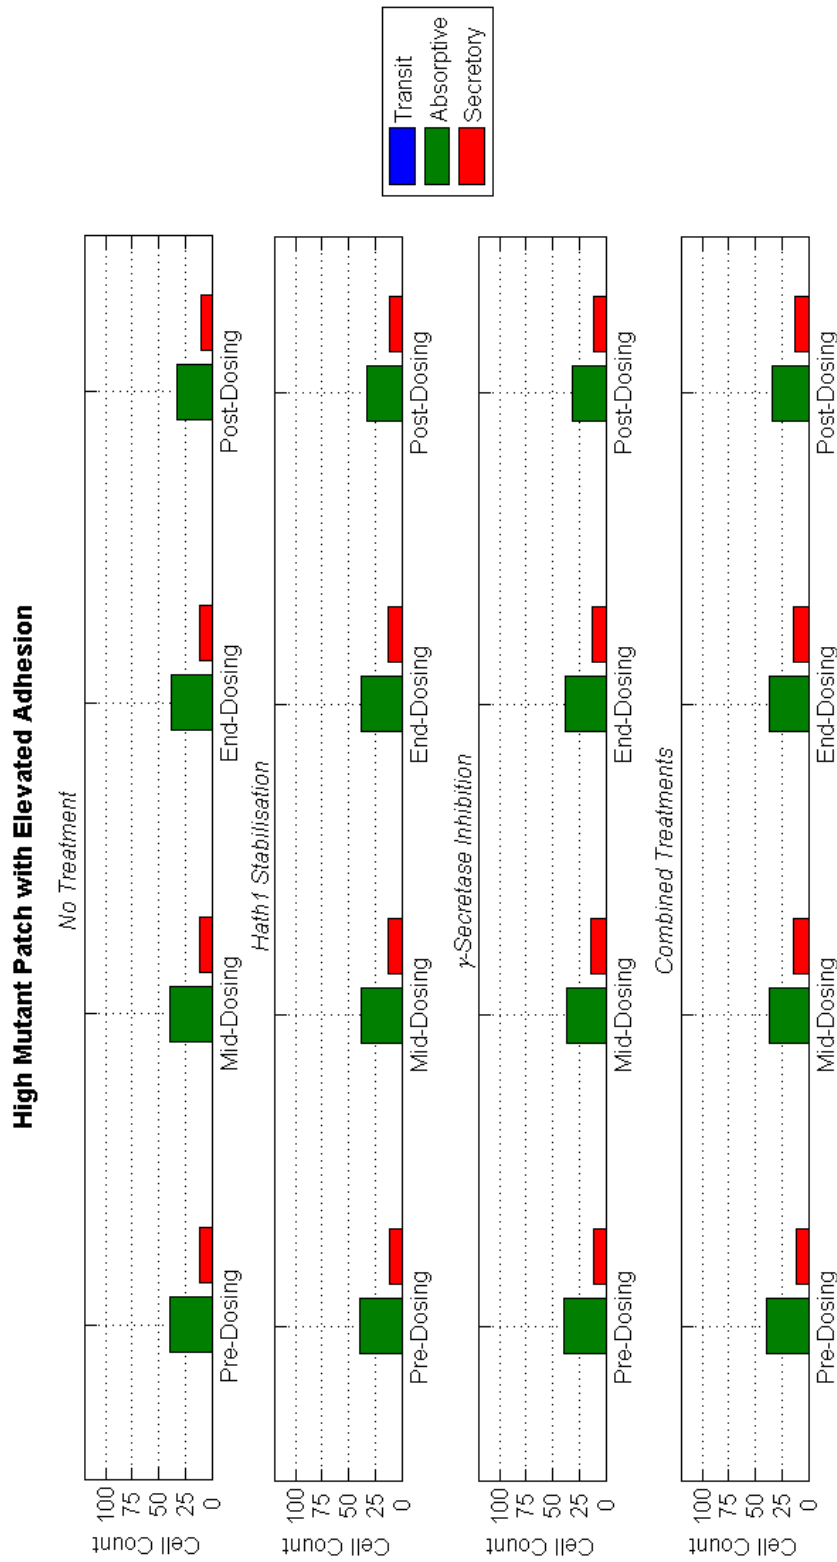 High Mutant Patch with Elevated Adhesion
No Treatment
Cell Count
100
75
50
25
0
Pre-Dosing
Mid-Dosing
End-Dosing
Post-Dosing
Hath1 Stabilisation
Cell Count
100
75
50
25
0
Pre-Dosing
Mid-Dosing
End-Dosing
Post-Dosing
γ-Secretase Inhibition
Cell Count
100
75
50
25
0
Pre-Dosing
Mid-Dosing
End-Dosing
Post-Dosing
Combined Treatments
Cell Count
100
75
50
25
0
Pre-Dosing
Mid-Dosing
End-Dosing
Post-Dosing
Transit
Absorptive
Secretory